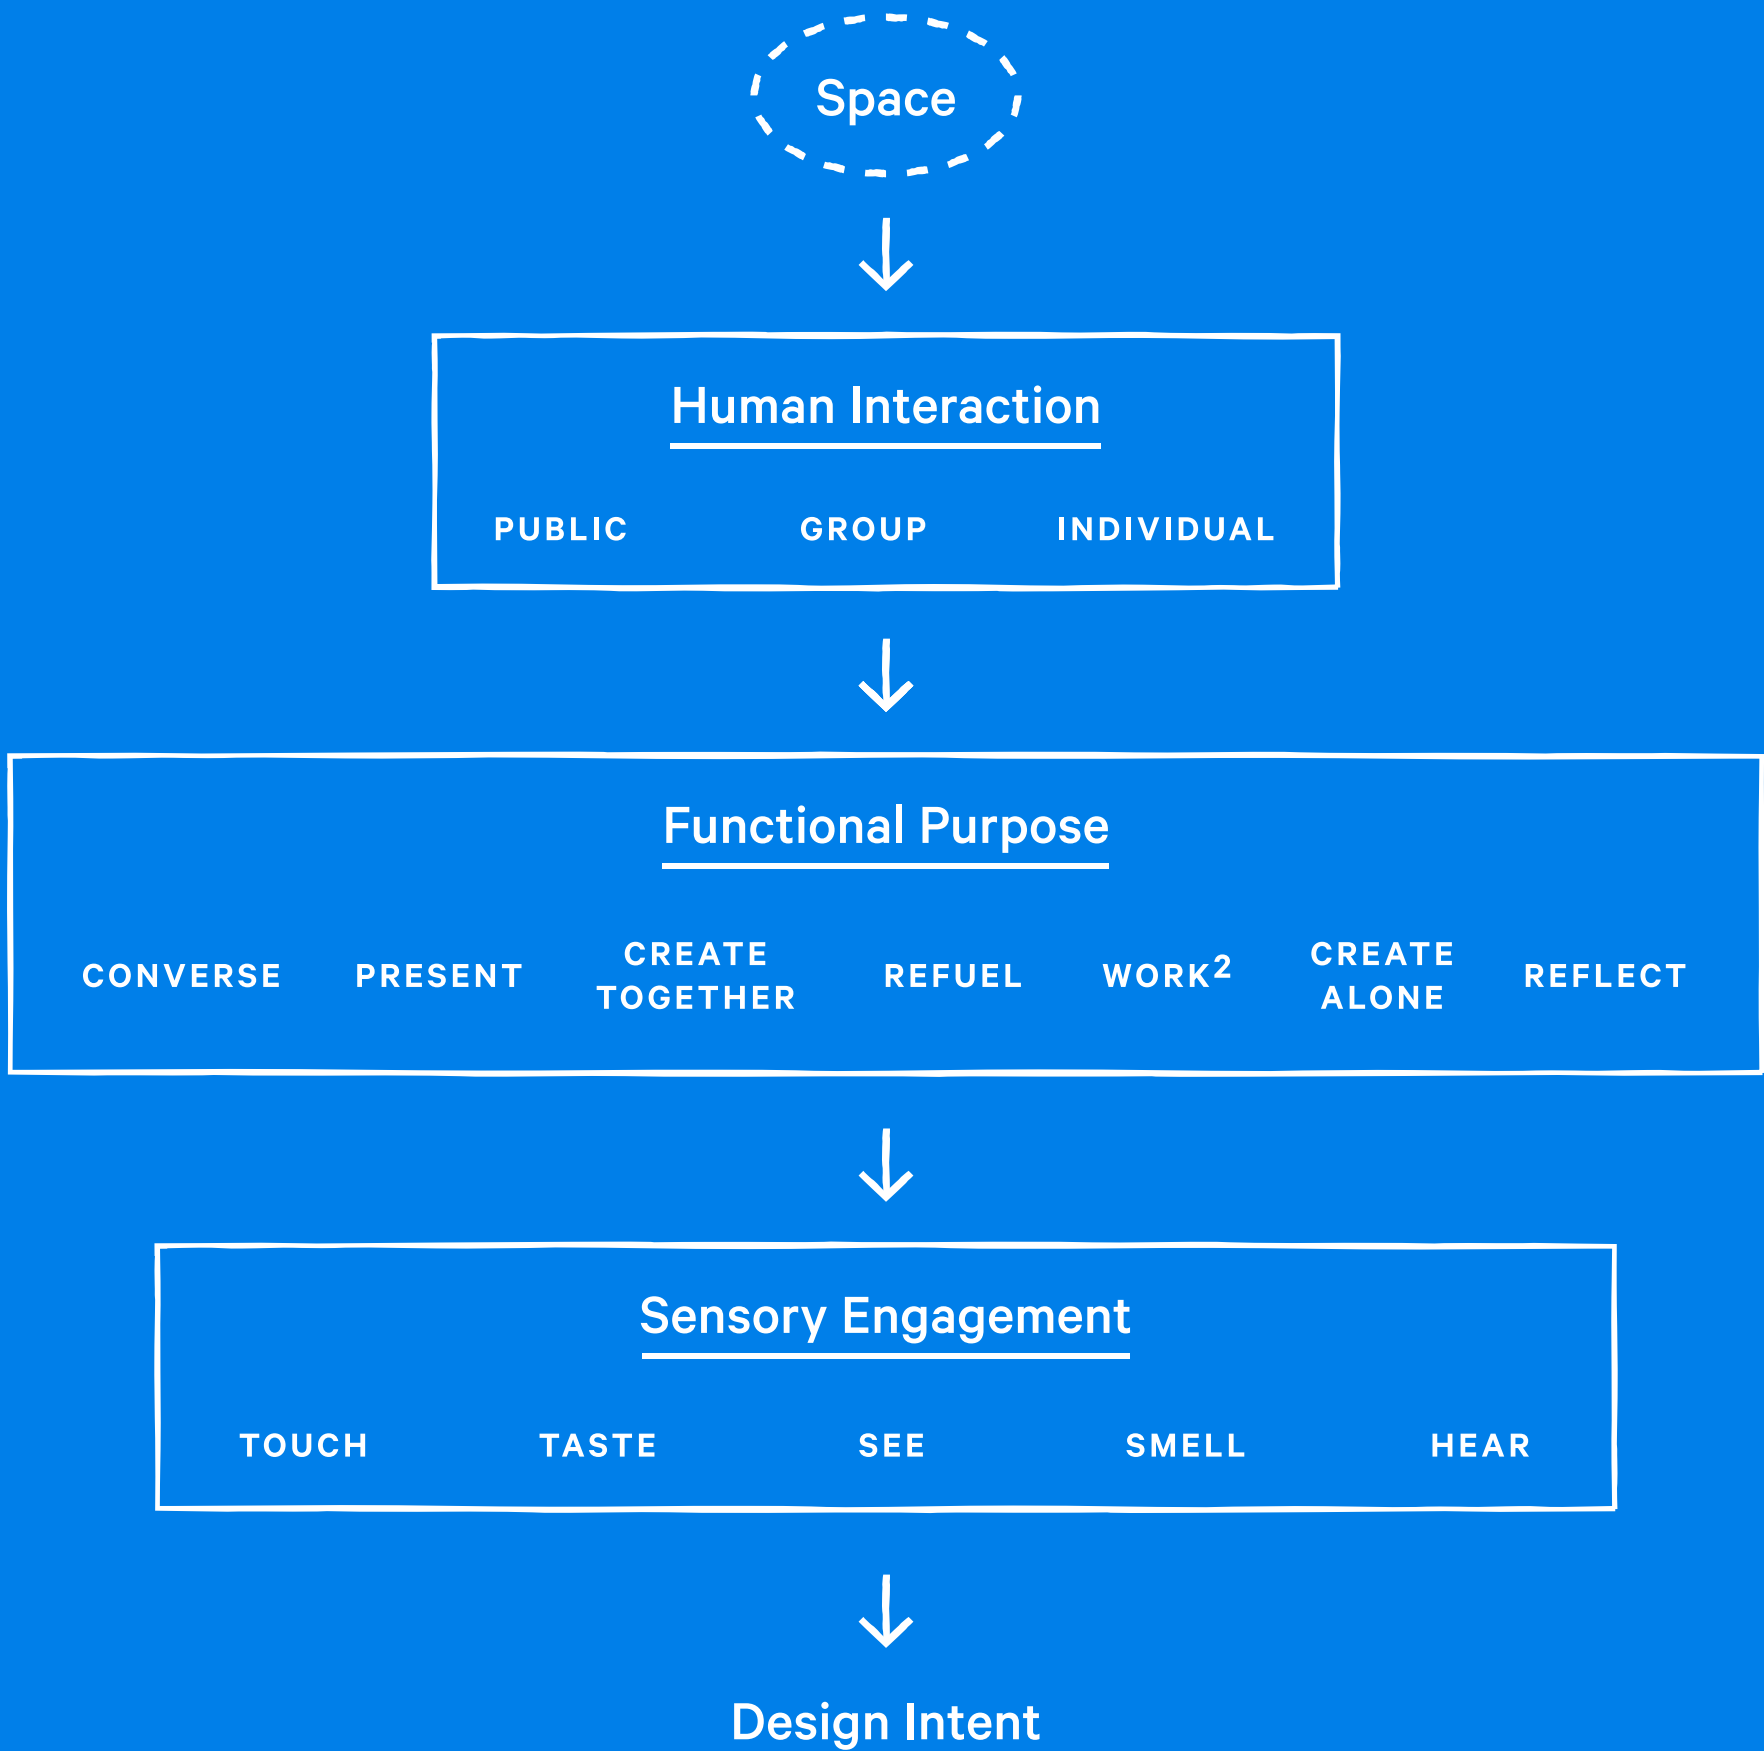 Space
Human Interaction
PUBLIC GROUP INDIVIDUAL
Functional Purpose
CONVERSE PRESENT CREATE TOGETHER REFUEL WORK² CREATE ALONE REFLECT
Sensory Engagement
TOUCH TASTE SEE SMELL HEAR
Design Intent